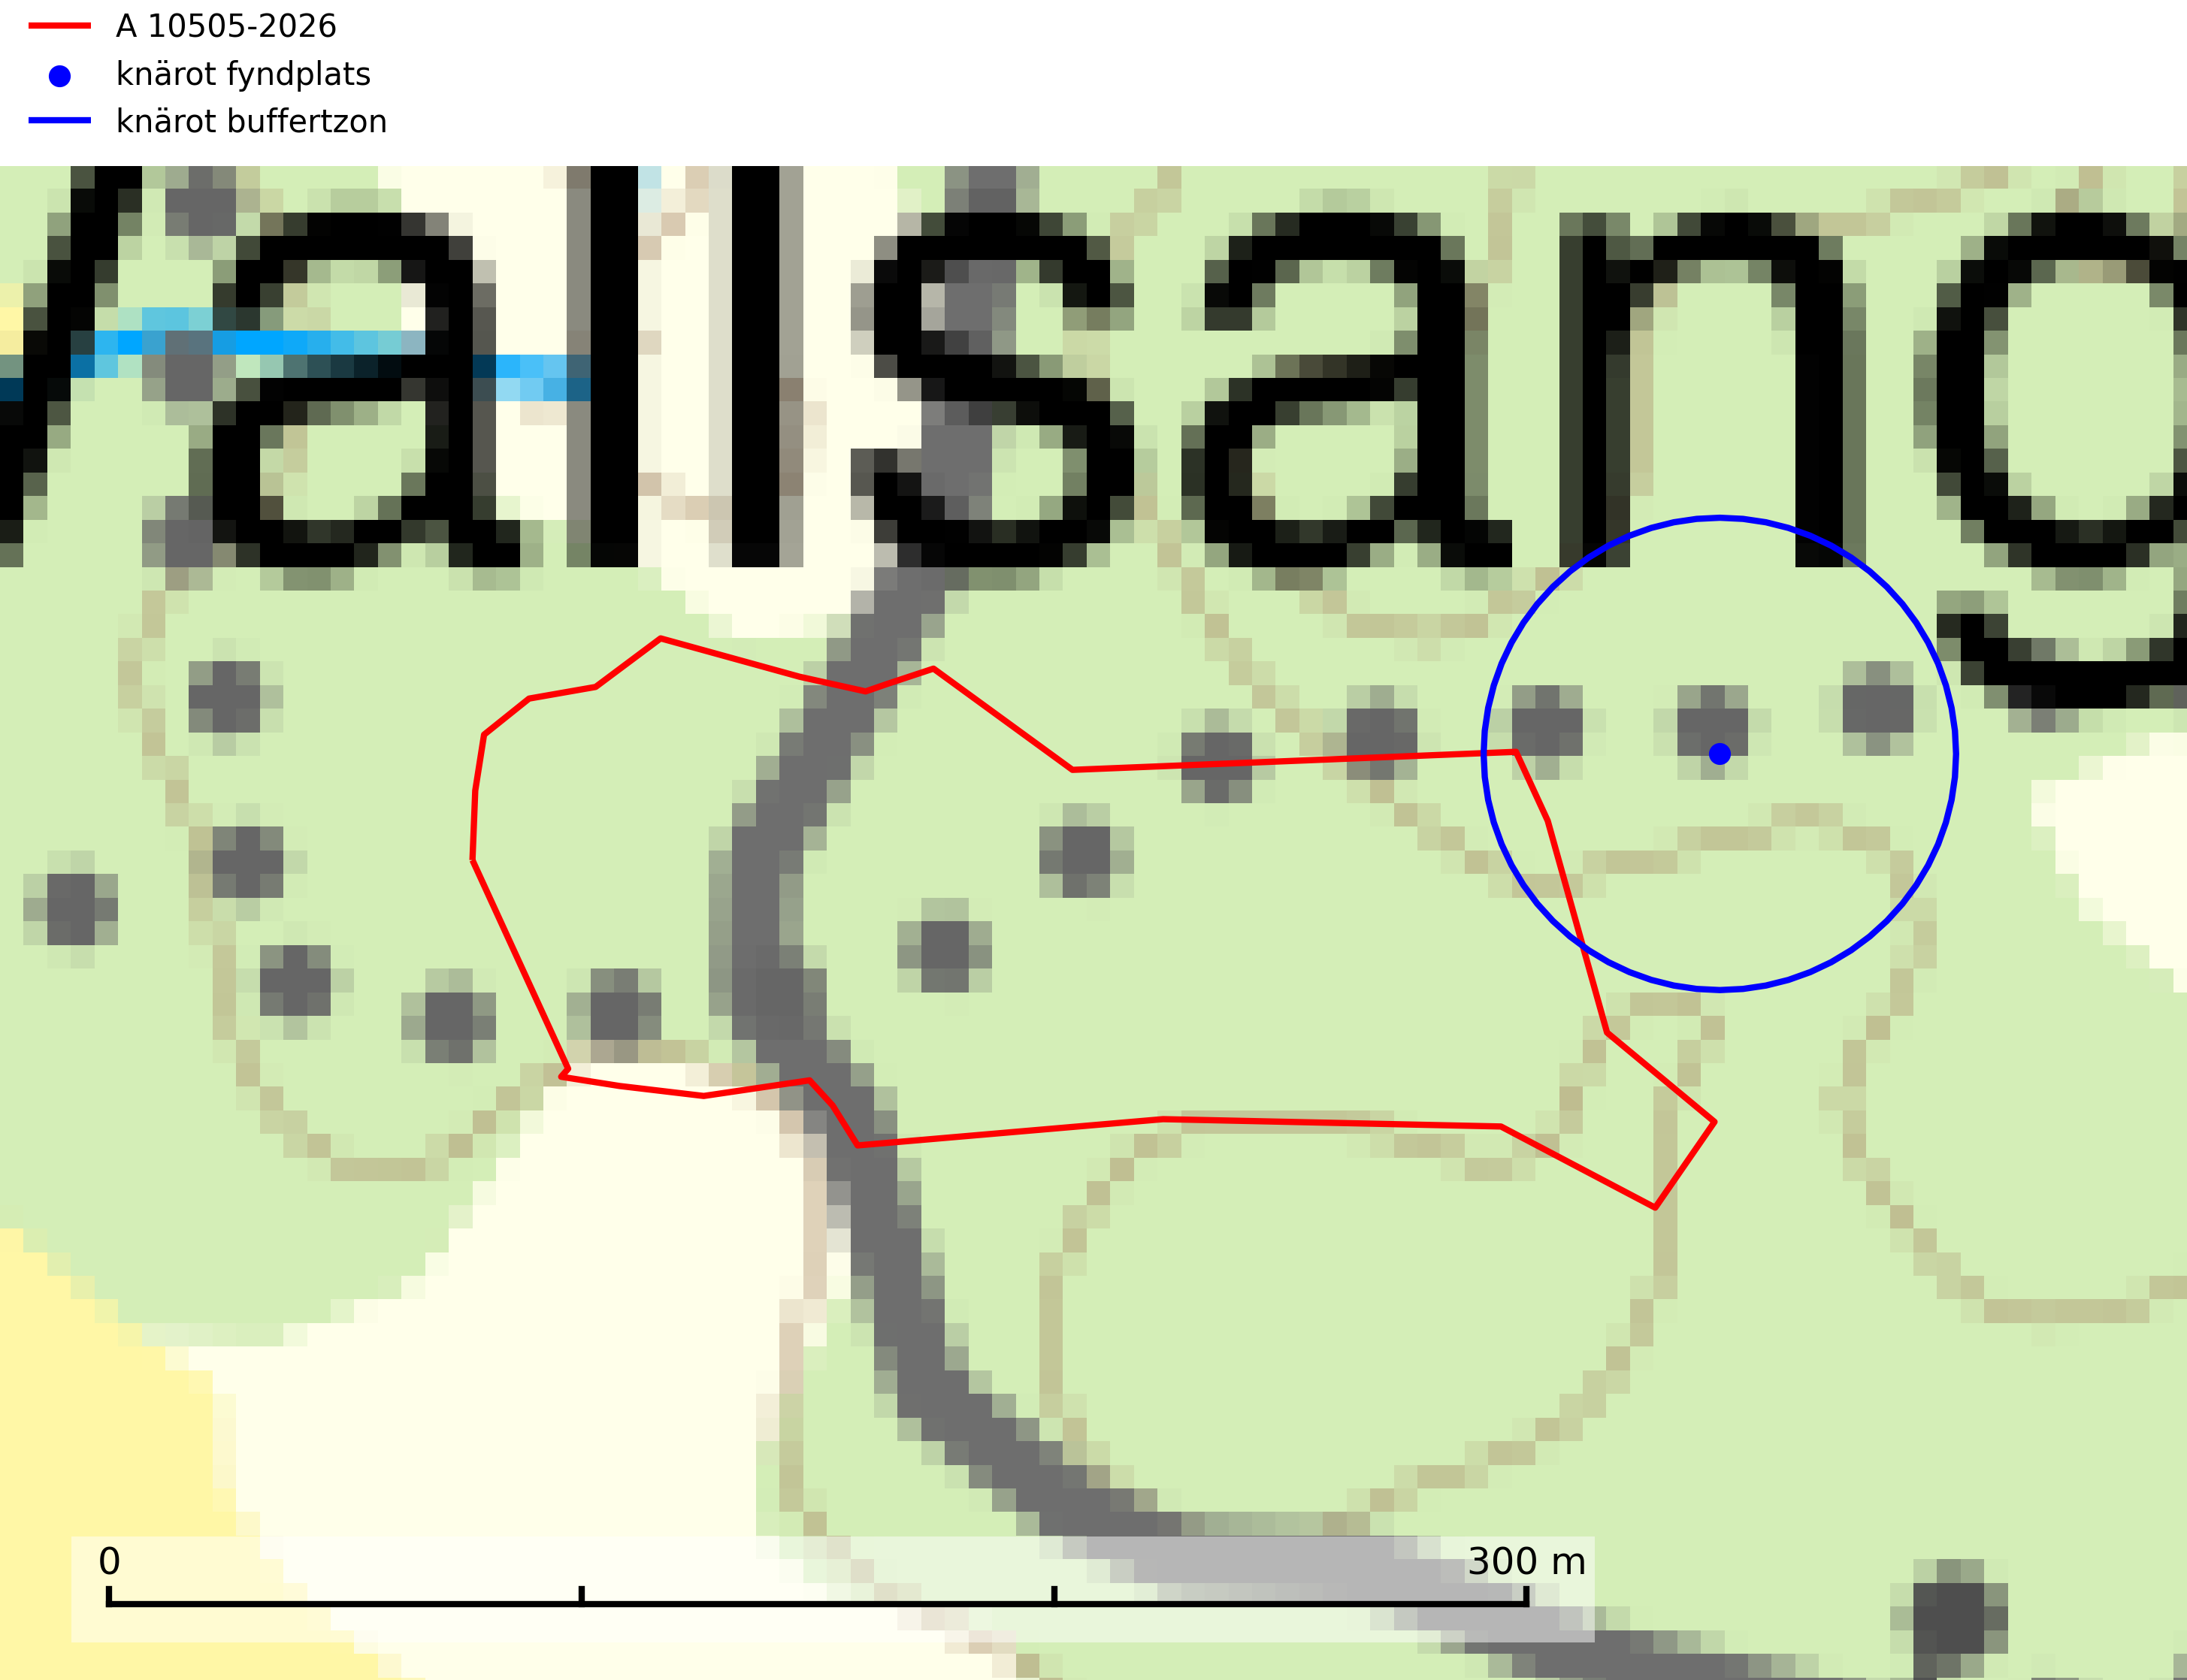 A 10505-2026
knärot fyndplats
knärot buffertzon
allsang
0 300 m